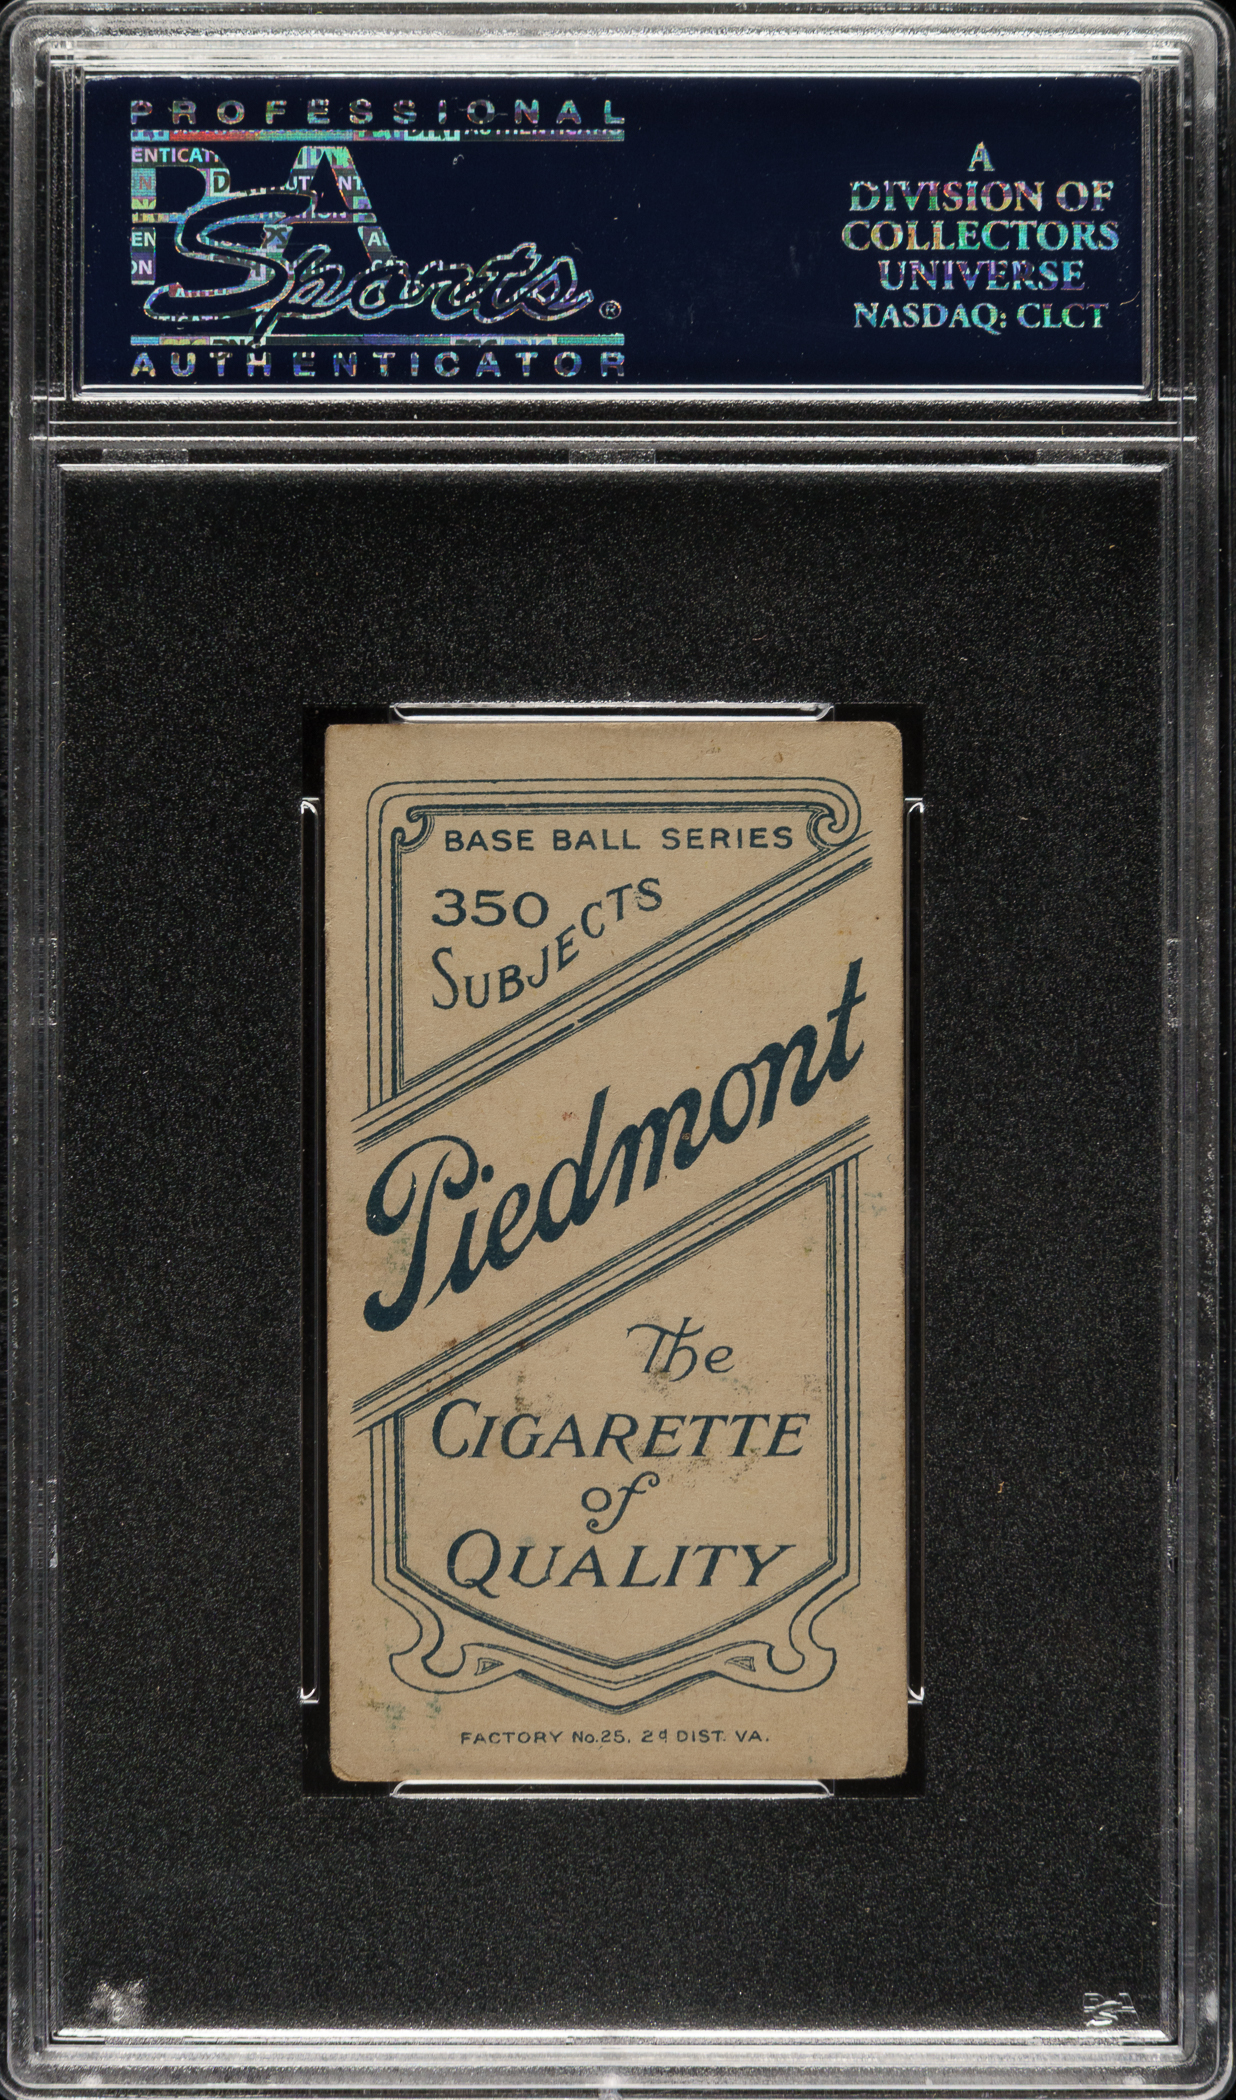 PROFESSIONAL
PSA
Sports®
AUTHENTICATOR
A
DIVISION OF
COLLECTORS
UNIVERSE
NASDAQ: CLCT
BASE BALL SERIES
350
SUBJECTS
Piedmont
The
CIGARETTE
of
QUALITY
FACTORY No. 25, 2d DIST. VA.
PSA